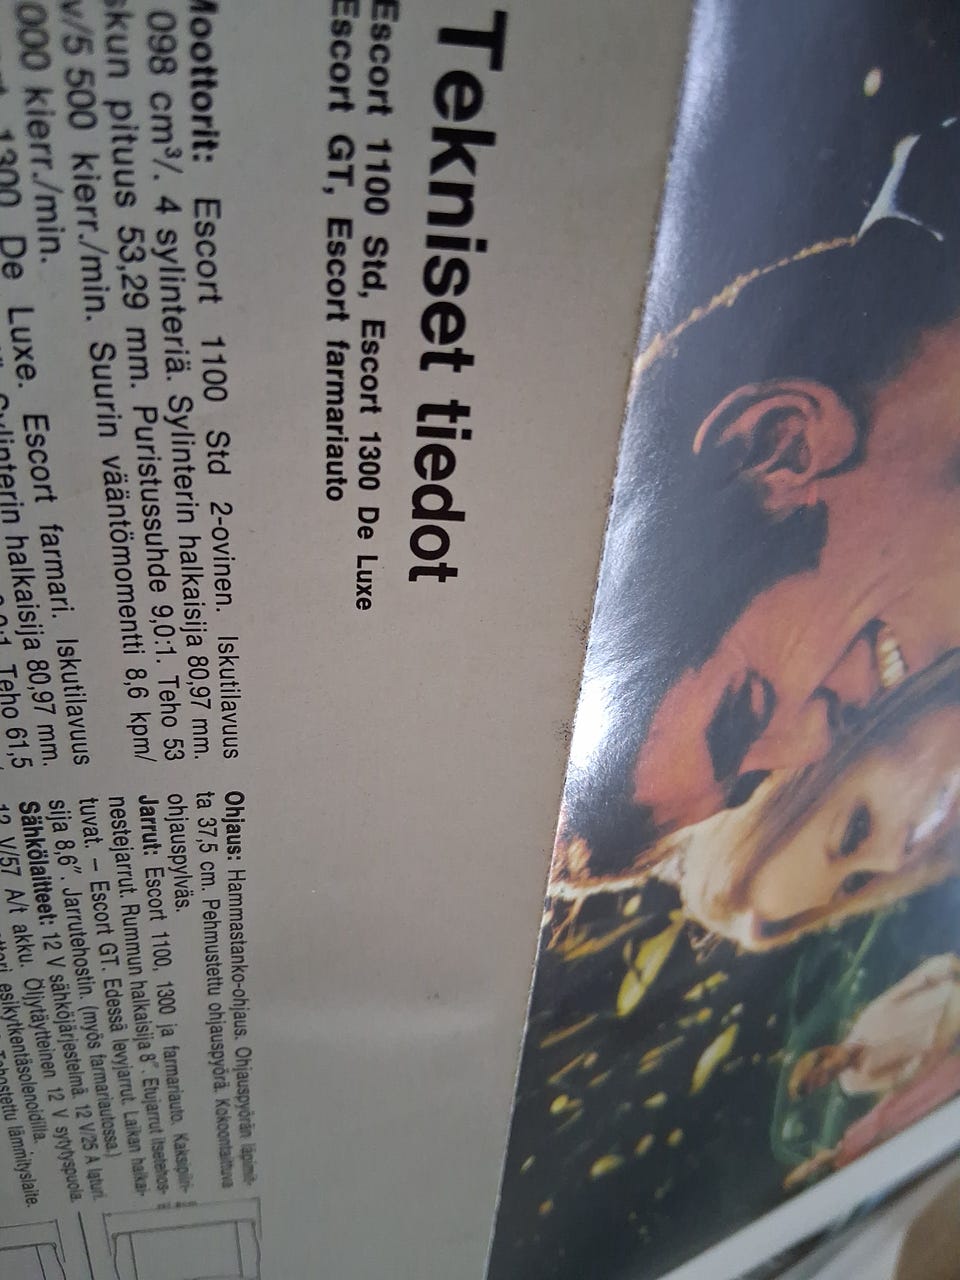 Tekniset tiedot
Escort 1100 Std, Escort 1300 De Luxe
Escort GT, Escort farmariauto
Moottorit: Escort 1100 Std 2-ovinen. Iskutilavuus
098 cm³/. 4 sylinteriä. Sylinterin halkaisija 80,97 mm.
skun pituus 53,29 mm. Puristussuhde 9,0:1. Teho 53
v/5 500 kierr./min. Suurin vääntömomentti 8,6 kpm/
000 kierr./min.
1300 De Luxe. Escort farmari. Iskutilavuus
Sylinterin halkaisija 80,97 mm.
Teho 61,5
Ohjaus: Hammastanko-ohjaus. Ohjauspyörän läpimit-
ta 37,5 cm. Pehmustettu ohjauspyörä. Kokoontaittuva
ohjauspylväs.
Jarrut: Escort 1100, 1300 ja farmariauto. Kaksipiiri-
nestejarrut. Rummun halkaisija 8". Etujarrut itsetehos-
tuvat. – Escort GT. Edessä levyjarrut. Laikan halkai-
sija 8,6". Jarrutehostin. (myös farmariautossa.)
Sähkölaitteet: 12 V sähköjärjestelmä. 12 V/25 A laturi.
12 V/57 A/t akku. Öljytäytteinen 12 V sytytyspuola.
esikytkentäsolenoidilla.
lämmityslaite.